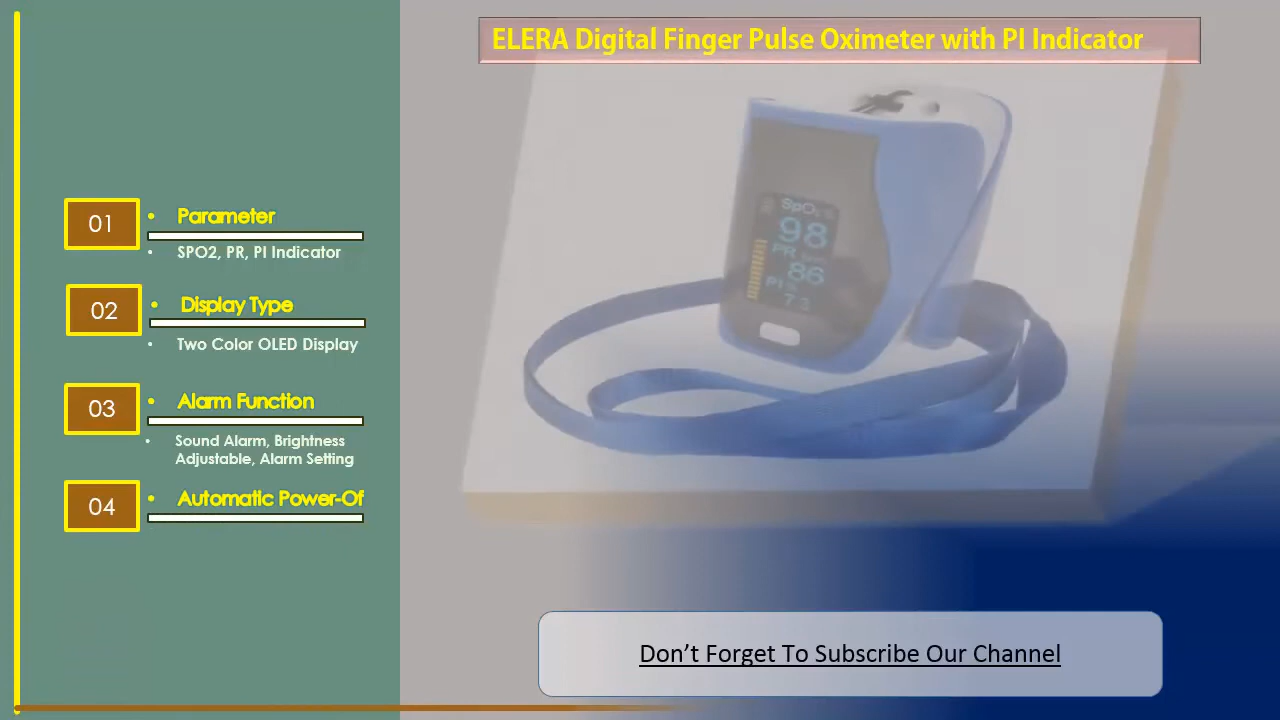 ELERA Digital Finger Pulse Oximeter with PI Indicator
01
• Parameter
• SPO2, PR, PI Indicator
02
• Display Type
• Two Color OLED Display
03
• Alarm Function
• Sound Alarm, Brightness
Adjustable, Alarm Setting
04
• Automatic Power-Of
SpO₂%
98
PR
86
PI%
7.3
Don’t Forget To Subscribe Our Channel